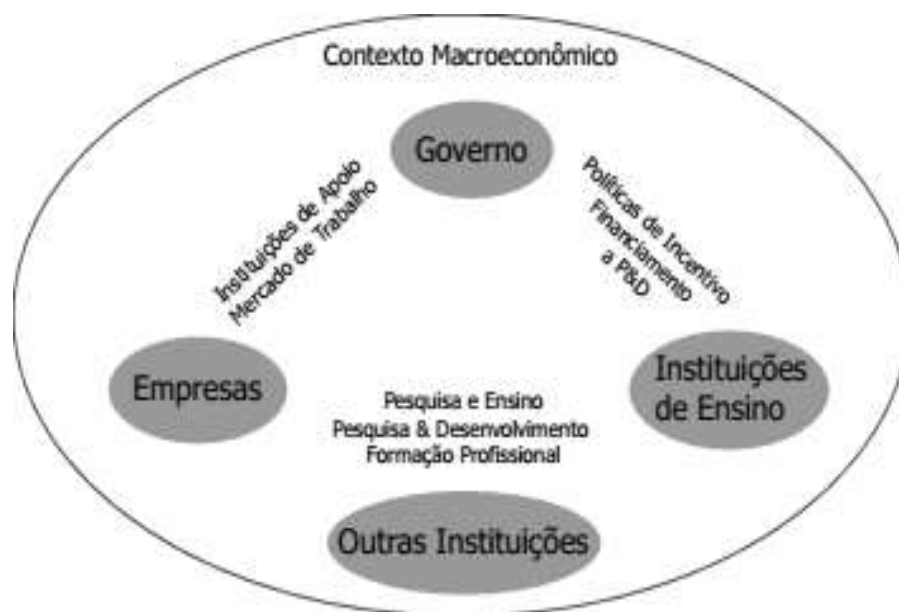 Contexto Macroeconômico
Governo
Instituições de Apoio
Mercado de Trabalho
Políticas de Incentivo
Financiamento
a P&D
Empresas
Instituições
de Ensino
Pesquisa e Ensino
Pesquisa & Desenvolvimento
Formação Profissional
Outras Instituições